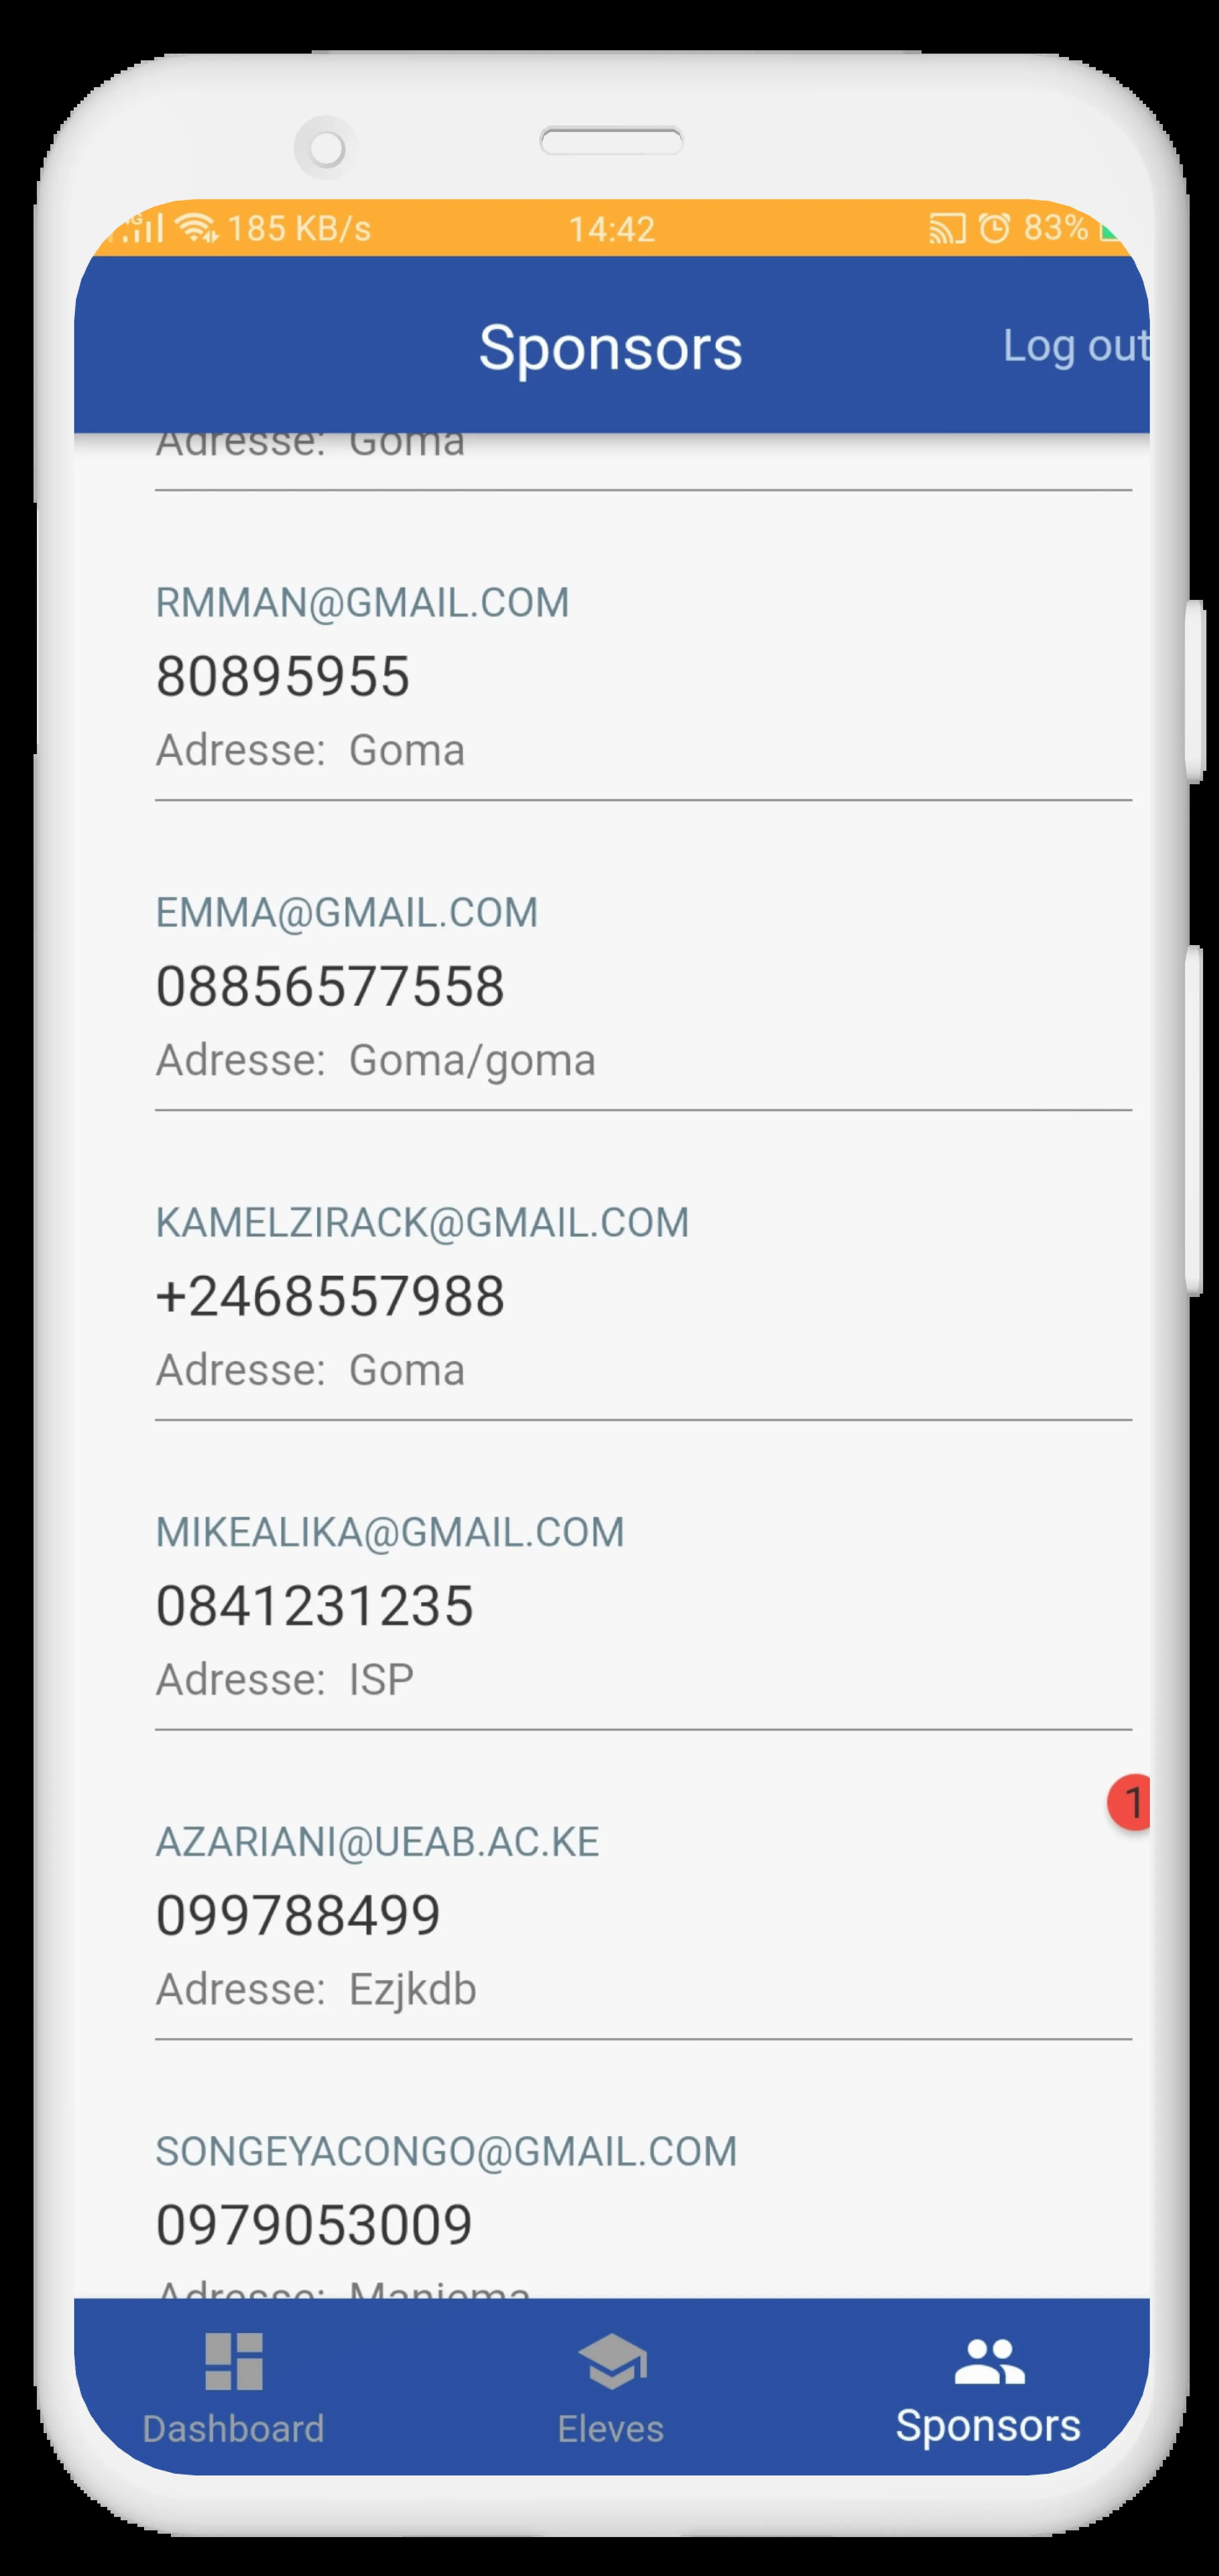 185 KB/s
14:42
83%
Sponsors
Log out
Adresse: Goma
RMMAN@GMAIL.COM
80895955
Adresse: Goma
EMMA@GMAIL.COM
08856577558
Adresse: Goma/goma
KAMELZIRACK@GMAIL.COM
+2468557988
Adresse: Goma
MIKEALIKA@GMAIL.COM
0841231235
Adresse: ISP
1
AZARIANI@UEAB.AC.KE
099788499
Adresse: Ezjkdb
SONGEYACONGO@GMAIL.COM
0979053009
Adresse: Maniema
Dashboard
Eleves
Sponsors